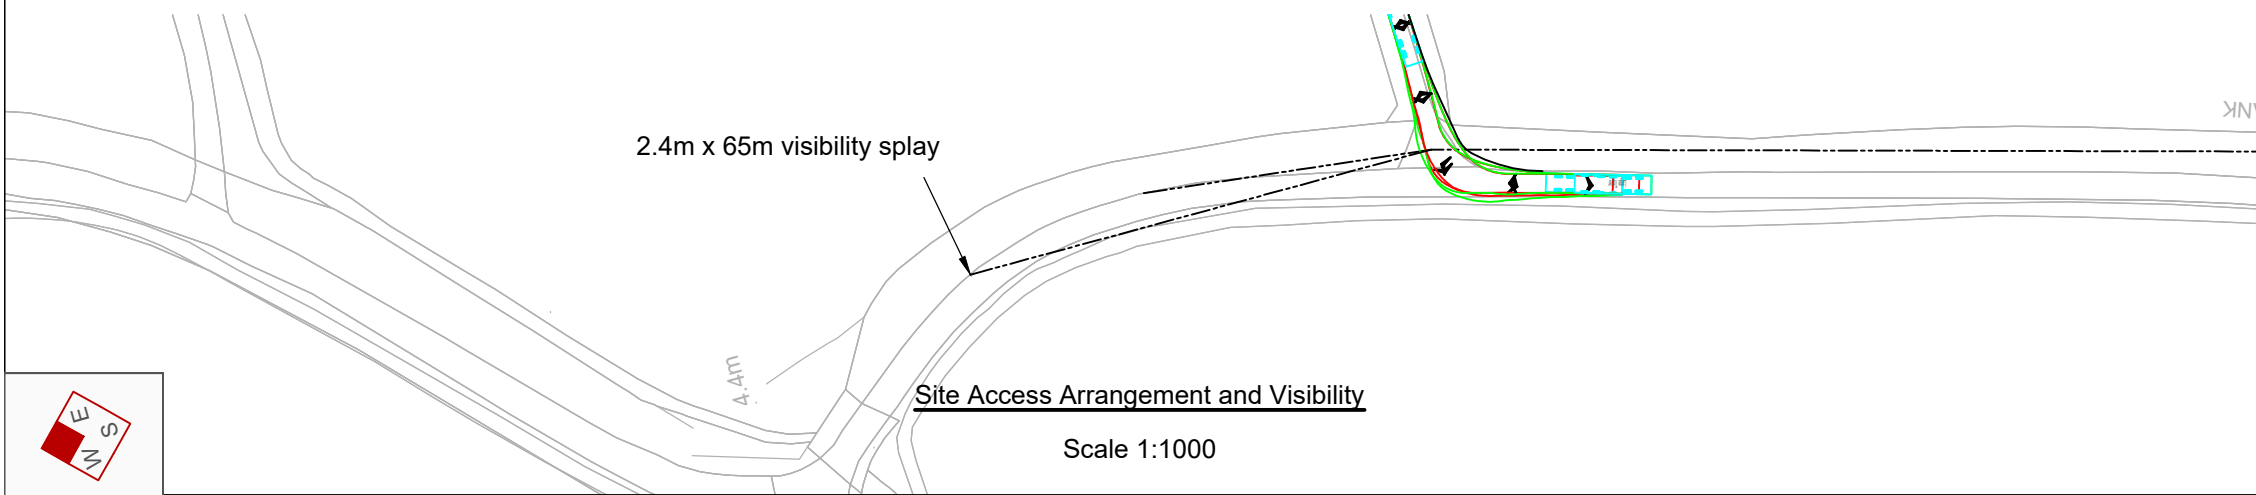 2.4m x 65m visibility splay
4.4m
Site Access Arrangement and Visibility
Scale 1:1000
E
S
W